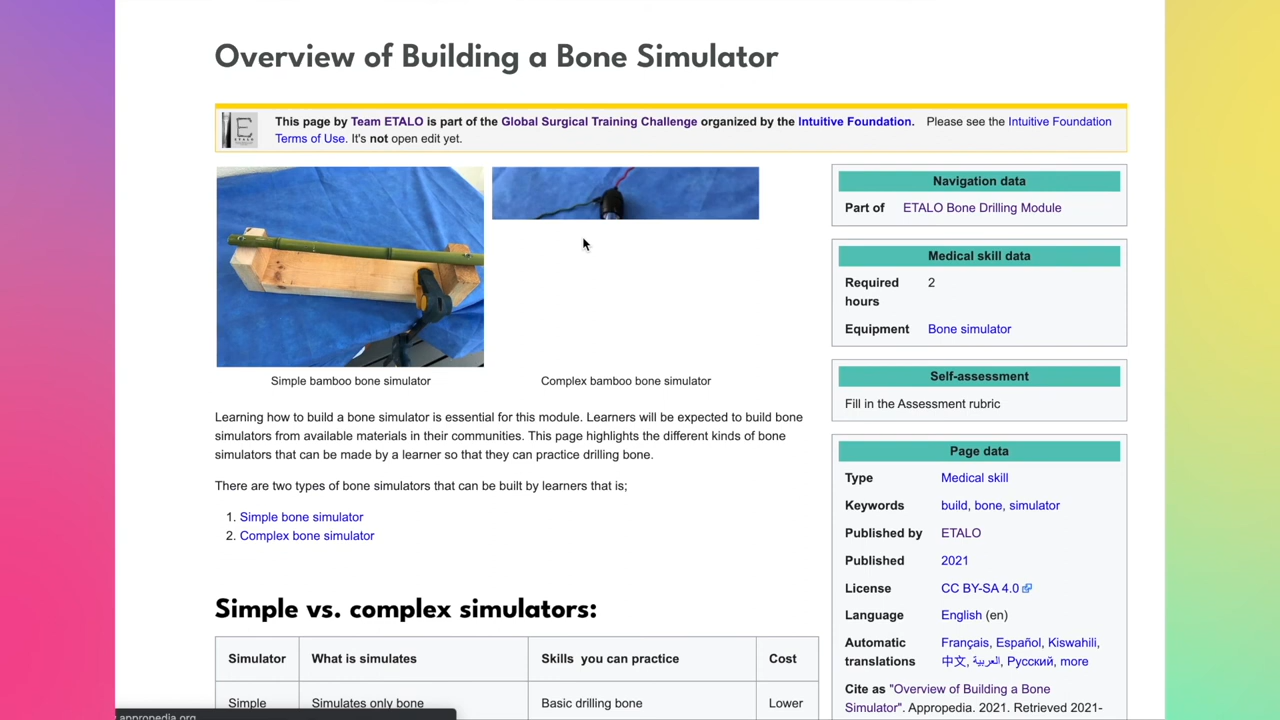 Overview of Building a Bone Simulator
This page by Team ETALO is part of the Global Surgical Training Challenge organized by the Intuitive Foundation. Please see the Intuitive Foundation
Terms of Use. It's not open edit yet.
Simple bamboo bone simulator
Complex bamboo bone simulator
Learning how to build a bone simulator is essential for this module. Learners will be expected to build bone
simulators from available materials in their communities. This page highlights the different kinds of bone
simulators that can be made by a learner so that they can practice drilling bone.
There are two types of bone simulators that can be built by learners that is;
1. Simple bone simulator
2. Complex bone simulator
Simple vs. complex simulators:
Simulator What is simulates Skills you can practice Cost
Simple Simulates only bone Basic drilling bone Lower
Navigation data
Part of ETALO Bone Drilling Module
Medical skill data
Required 2
hours
Equipment Bone simulator
Self-assessment
Fill in the Assessment rubric
Page data
Type Medical skill
Keywords build, bone, simulator
Published by ETALO
Published 2021
License CC BY-SA 4.0
Language English (en)
Automatic Français, Español, Kiswahili,
translations 中文, العربية, Русский, more
Cite as "Overview of Building a Bone
Simulator". Appropedia. 2021. Retrieved 2021-
appropedia.org